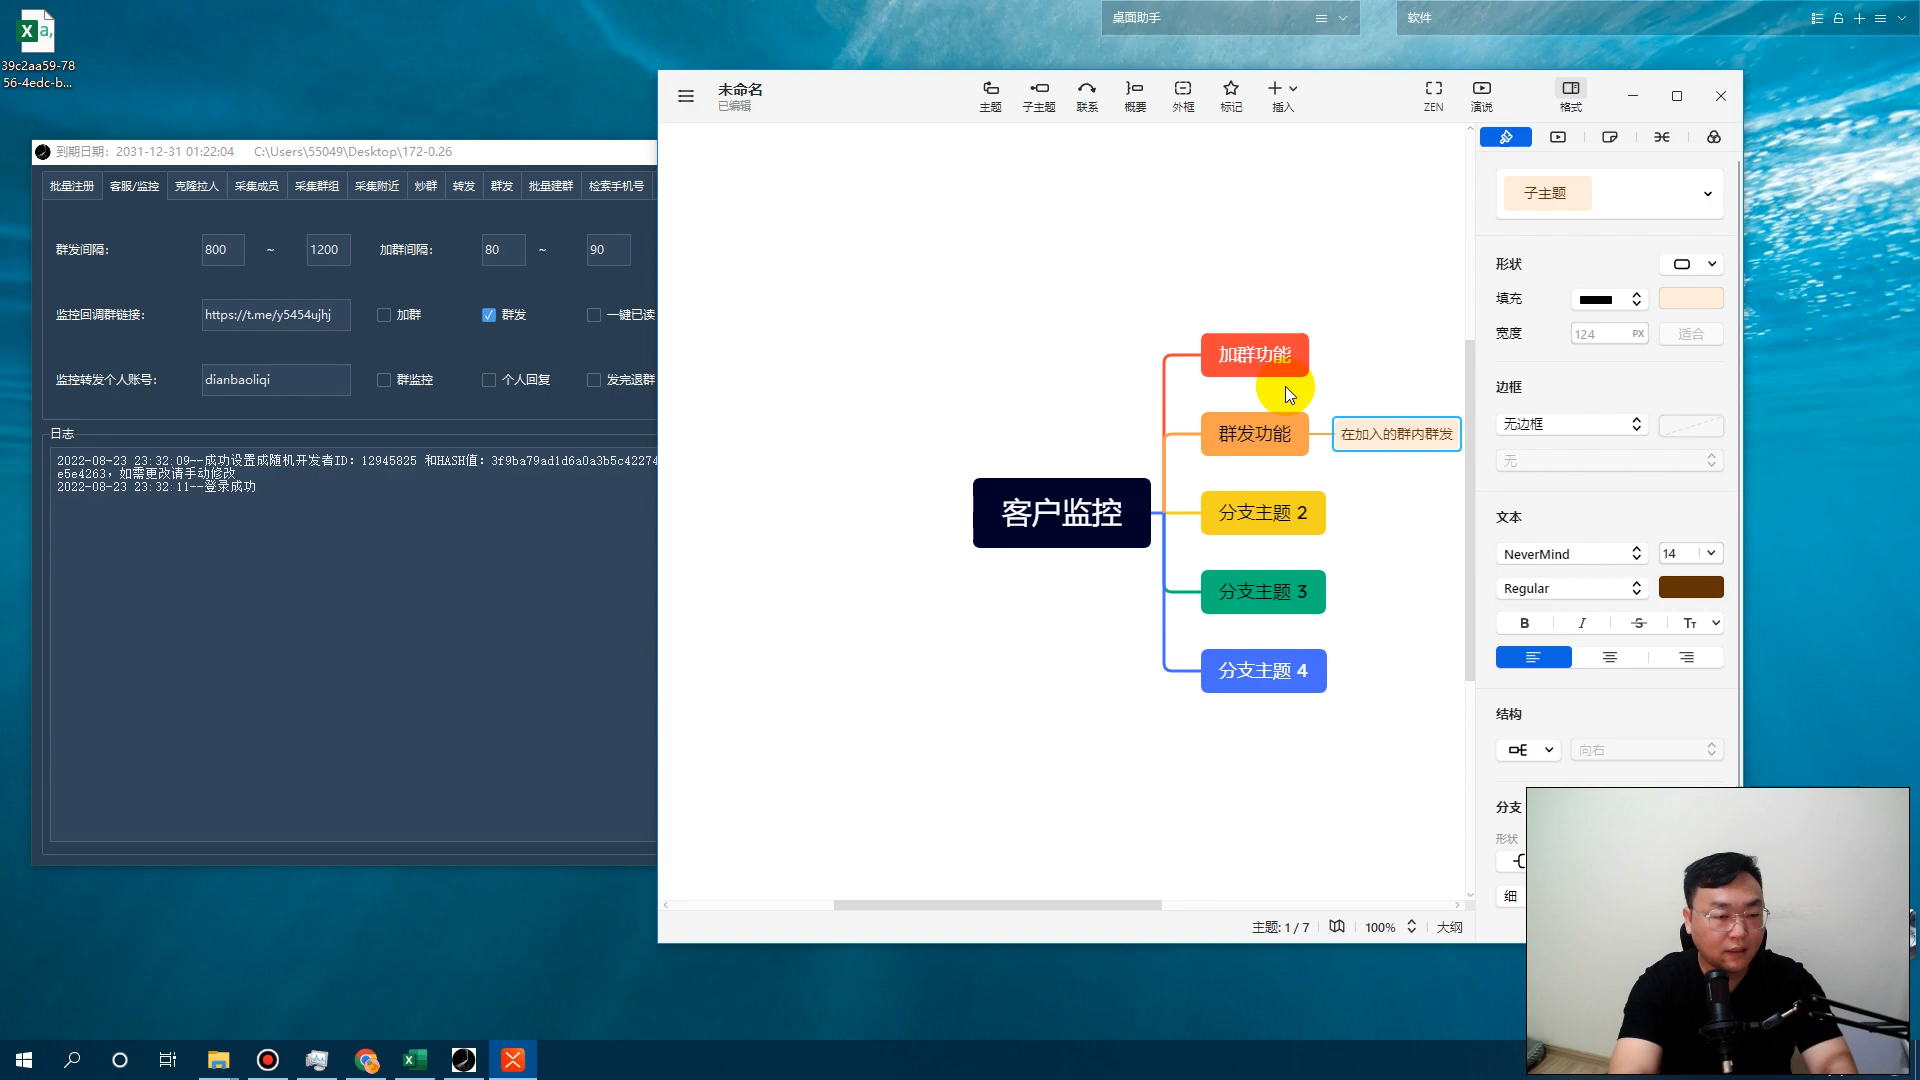 39c2aa59-78
56-4edc-b...
桌面助手
软件
到期日期：2031-12-31 01:22:04 C:\Users\55049\Desktop\172-0.26
批量注册 客服/监控 克隆拉人 采集成员 采集群组 采集附近 炒群 转发 群发 批量建群 检索手机号
群发间隔: 800 ~ 1200 加群间隔: 80 ~ 90
监控回调群链接: https://t.me/y5454ujhj 加群 群发 一键已读
监控转发个人账号: dianbaoliqi 群监控 个人回复 发完退群
日志
2022-08-23 23:32:09--成功设置成随机开发者ID: 12945825 和HASH值: 3f9ba79ad1d6a0a3b5c42274
e5e4263，如需更改请手动修改
2022-08-23 23:32:11--登录成功
未命名
已编辑
主题 子主题 联系 概要 外框 标记 插入 ZEN 演说 格式
客户监控
加群功能
群发功能
在加入的群内群发
分支主题 2
分支主题 3
分支主题 4
主题: 1 / 7 100% 大纲
子主题
形状
填充
宽度 124 PX 适合
边框
无边框
无
文本
NeverMind 14
Regular
B I S Tт
结构
向右
分支
形状
细